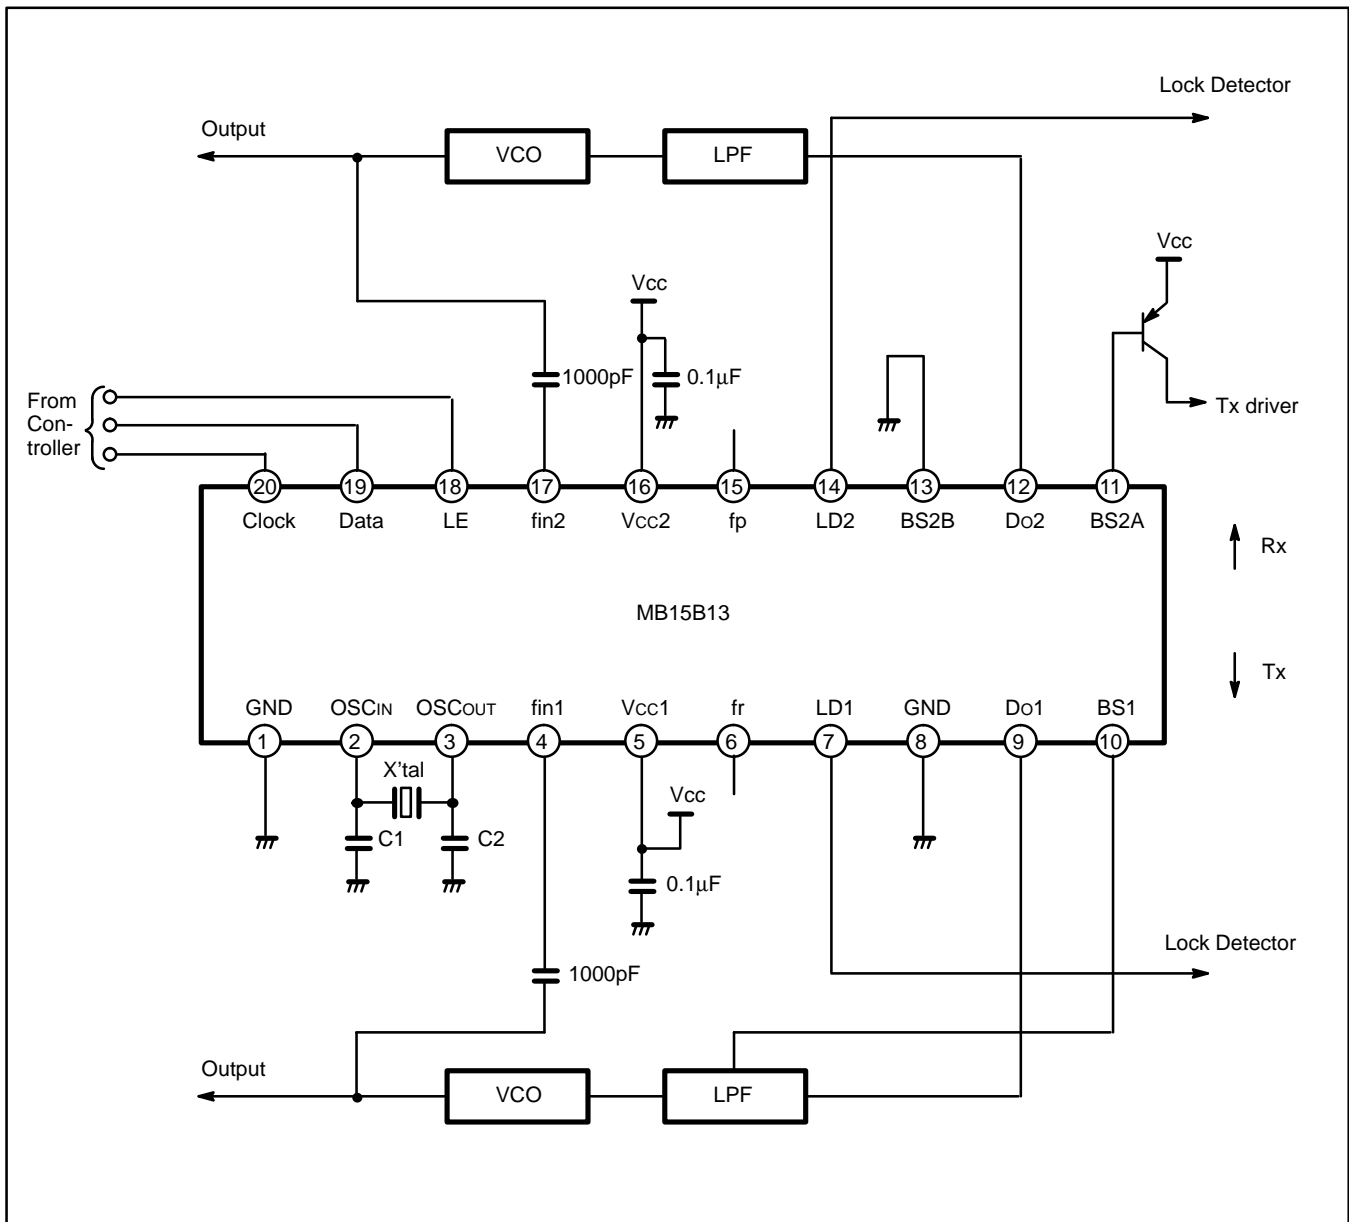 Lock Detector
Output
VCO
LPF
Vcc
Vcc
1000pF
0.1μF
From
Con-
troller
Tx driver
20 19 18 17 16 15 14 13 12 11
Clock Data LE fin2 VCC2 fp LD2 BS2B DO2 BS2A
Rx
MB15B13
Tx
GND OSCIN OSCOUT fin1 VCC1 fr LD1 GND DO1 BS1
1 2 3 4 5 6 7 8 9 10
X'tal
Vcc
C1
C2
0.1μF
Lock Detector
1000pF
Output
VCO
LPF